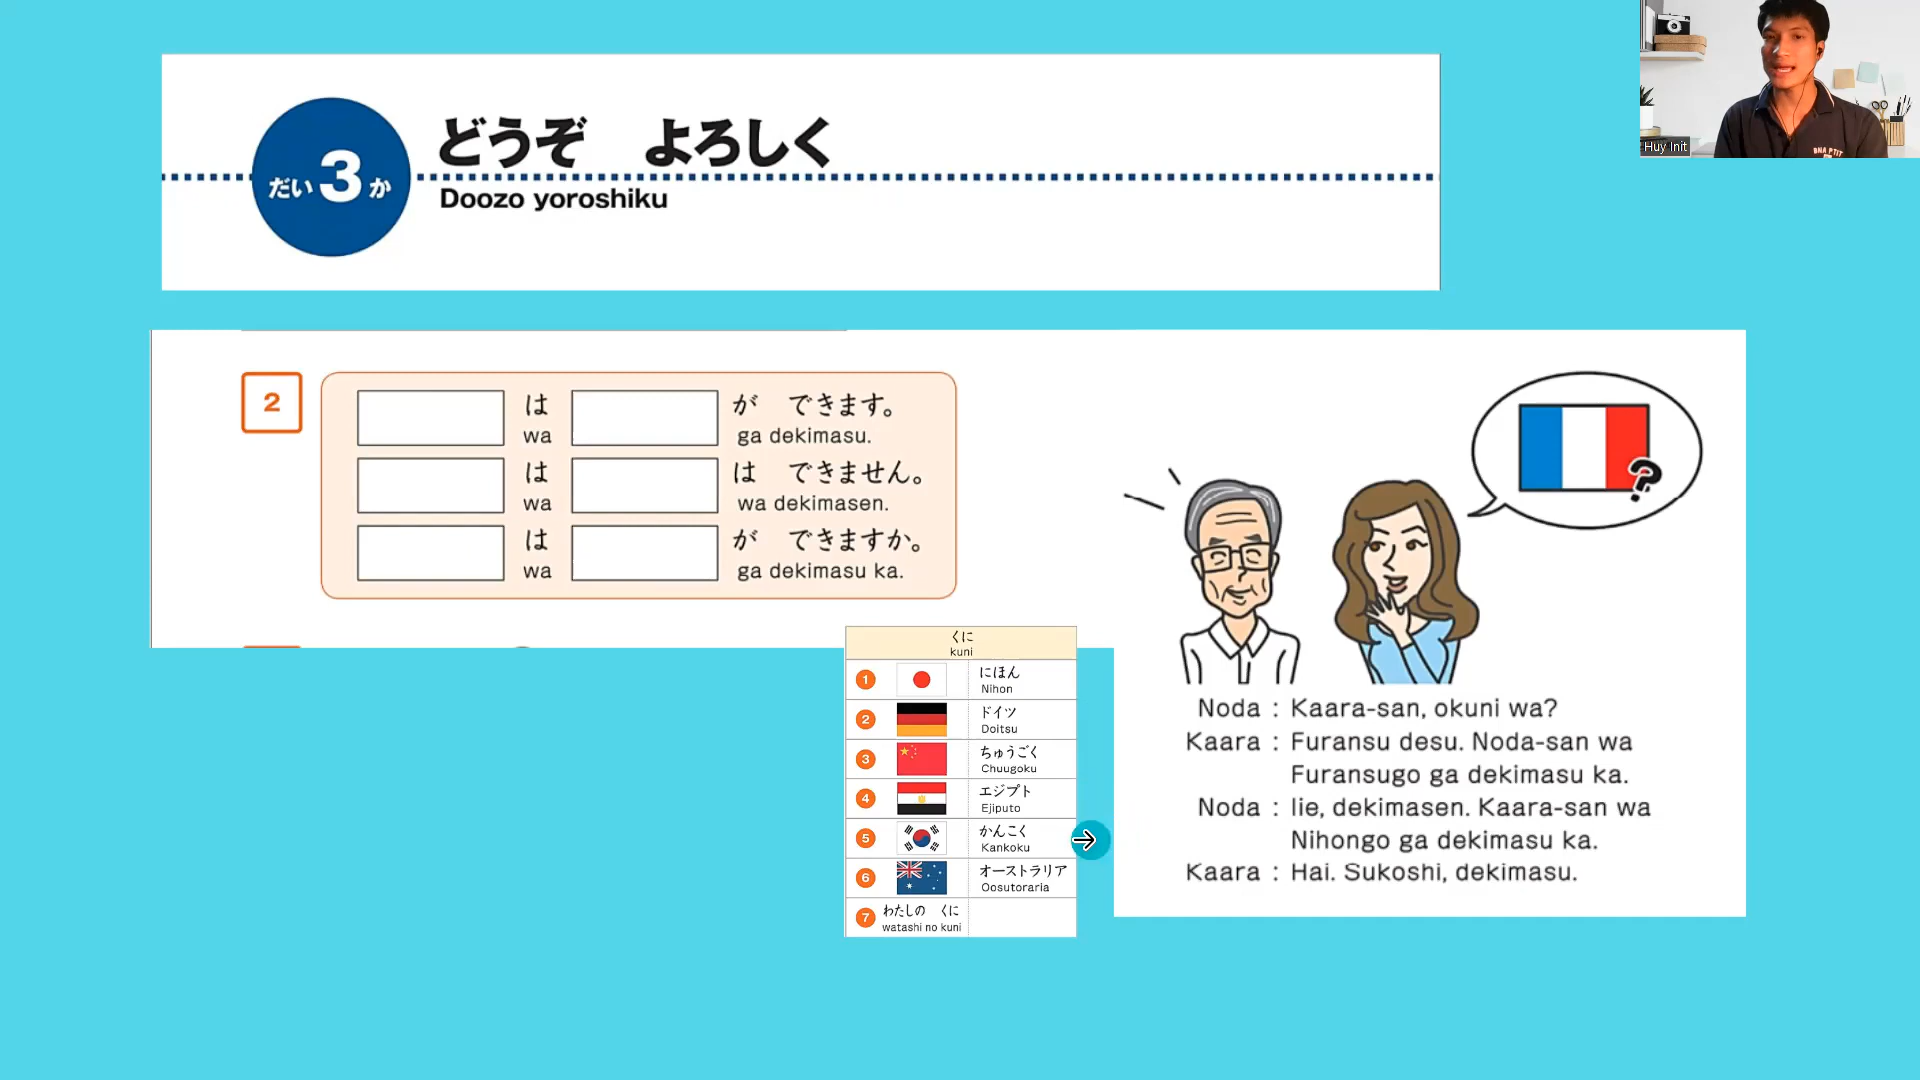 どうぞ　よろしく
だい3か
Doozo yoroshiku
Huy Init
BNA PTIT
2
は　が　できます。
wa　ga dekimasu.
は　は　できません。
wa　wa dekimasen.
は　が　できますか。
wa　ga dekimasu ka.
?
くに
kuni
1 にほん
Nihon
2 ドイツ
Doitsu
3 ちゅうごく
Chuugoku
4 エジプト
Ejiputo
5 かんこく
Kankoku
6 オーストラリア
Oosutoraria
7 わたしの　くに
watashi no kuni
Noda : Kaara-san, okuni wa?
Kaara : Furansu desu. Noda-san wa
Furansugo ga dekimasu ka.
Noda : Iie, dekimasen. Kaara-san wa
Nihongo ga dekimasu ka.
Kaara : Hai. Sukoshi, dekimasu.